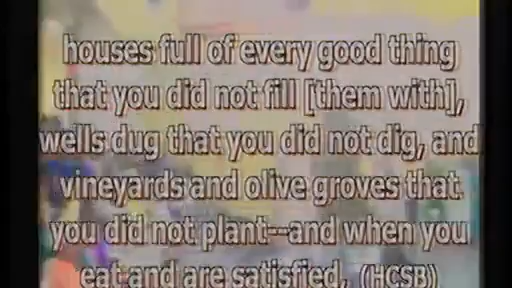 houses full of every good thing
that you did not fill [them with],
wells dug that you did not dig, and
vineyards and olive groves that
you did not plant--and when you
eat and are satisfied, (HCSB)